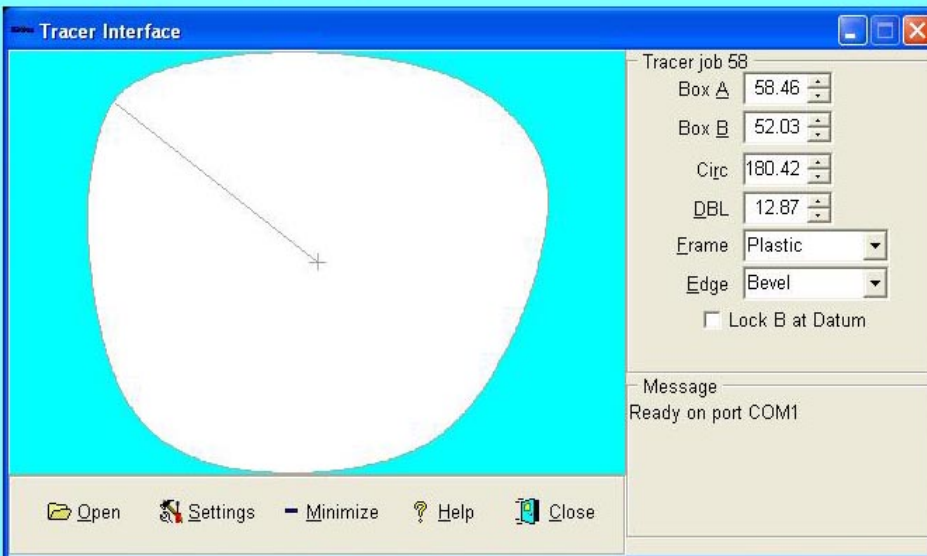 Tracer Interface
Tracer job 58
Box A 58.46
Box B 52.03
Circ 180.42
DBL 12.87
Frame Plastic
Edge Bevel
Lock B at Datum
Message
Ready on port COM1
Open Settings Minimize Help Close